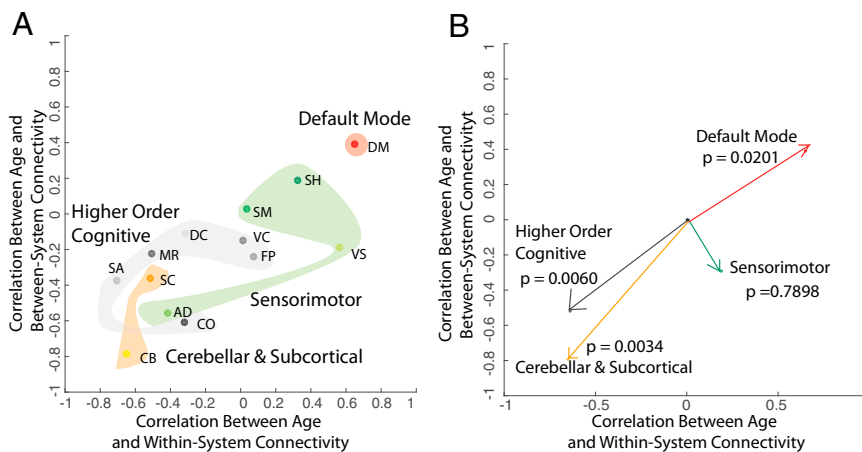 A
Correlation Between Age and
Between-System Connectivity
1
0.8
0.6
0.4
0.2
0
-0.2
-0.4
-0.6
-0.8
-1
-1
-0.8
-0.6
-0.4
-0.2
0
0.2
0.4
0.6
0.8
1
Correlation Between Age
and Within-System Connectivity
Default Mode
DM
SH
SM
Higher Order
Cognitive
DC
VC
MR
FP
VS
SA
SC
Sensorimotor
AD
CO
CB
Cerebellar & Subcortical
B
Correlation Between Age and
Between-System Connectivityt
1
0.8
0.6
0.4
0.2
0
-0.2
-0.4
-0.6
-0.8
-1
-1
-0.5
0
0.5
Correlation Between Age
and Within-System Connectivity
Default Mode
p = 0.0201
Higher Order
Cognitive
p = 0.0060
Sensorimotor
p =0.7898
p = 0.0034
Cerebellar & Subcortical